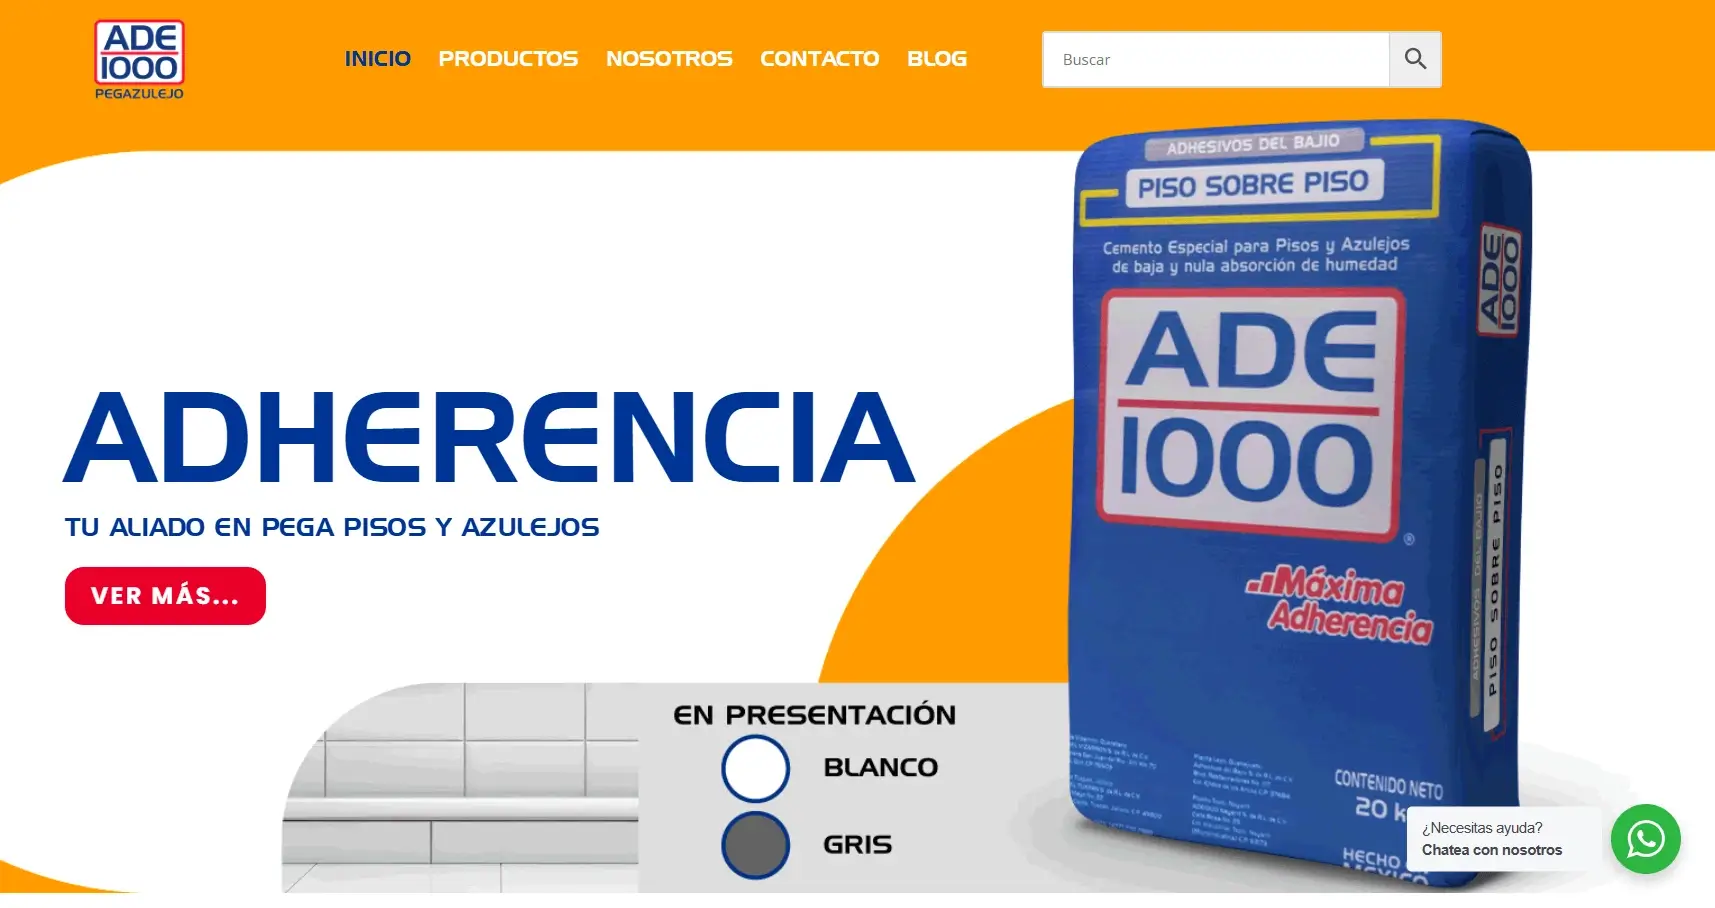 ADE
1000
PEGAZULEJO
INICIO PRODUCTOS NOSOTROS CONTACTO BLOG
Buscar
ADHESIVOS DEL BAJIO
PISO SOBRE PISO
Cemento Especial para Pisos y Azulejos
de baja y nula absorción de humedad
ADE
1000
®
Máxima
Adherencia
ADE
1000
ADHESIVOS DEL BAJIO
PISO SOBRE PISO
ADHERENCIA
TU ALIADO EN PEGA PISOS Y AZULEJOS
VER MÁS...
EN PRESENTACIÓN
BLANCO
GRIS
CONTENIDO NETO
20
HECHO
MEXICO
¿Necesitas ayuda?
Chatea con nosotros